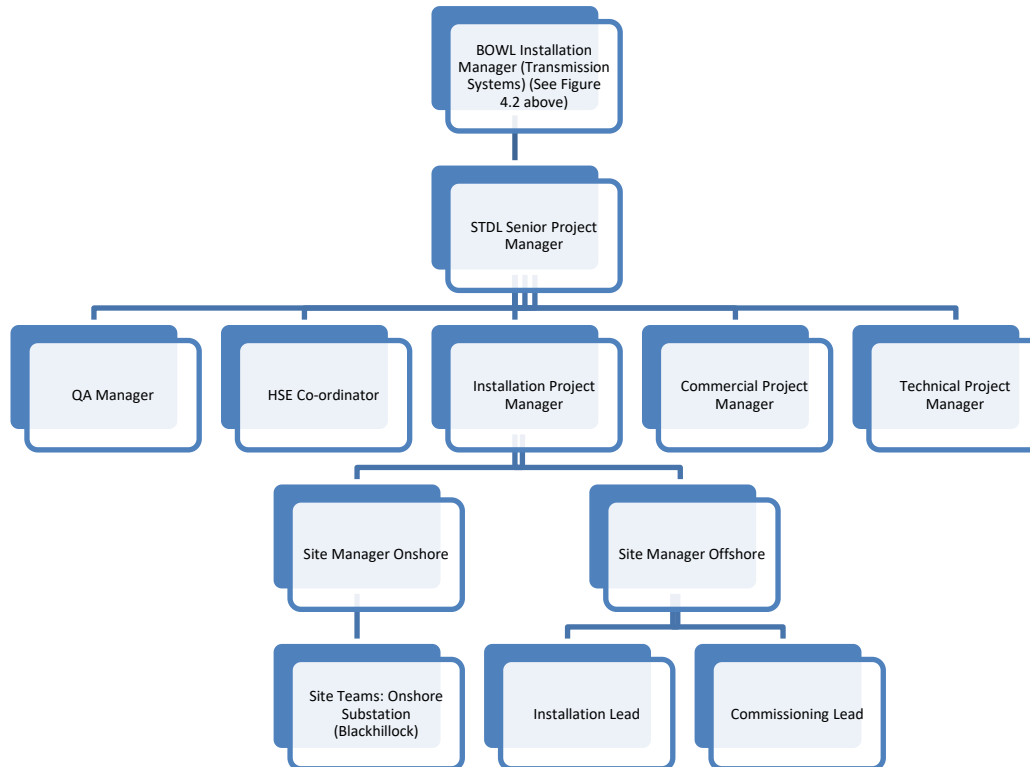 BOWL Installation
Manager (Transmission
Systems) (See Figure
4.2 above)
STDL Senior Project
Manager
QA Manager
HSE Co-ordinator
Installation Project
Manager
Commercial Project
Manager
Technical Project
Manager
Site Manager Onshore
Site Manager Offshore
Site Teams: Onshore
Substation
(Blackhillock)
Installation Lead
Commissioning Lead